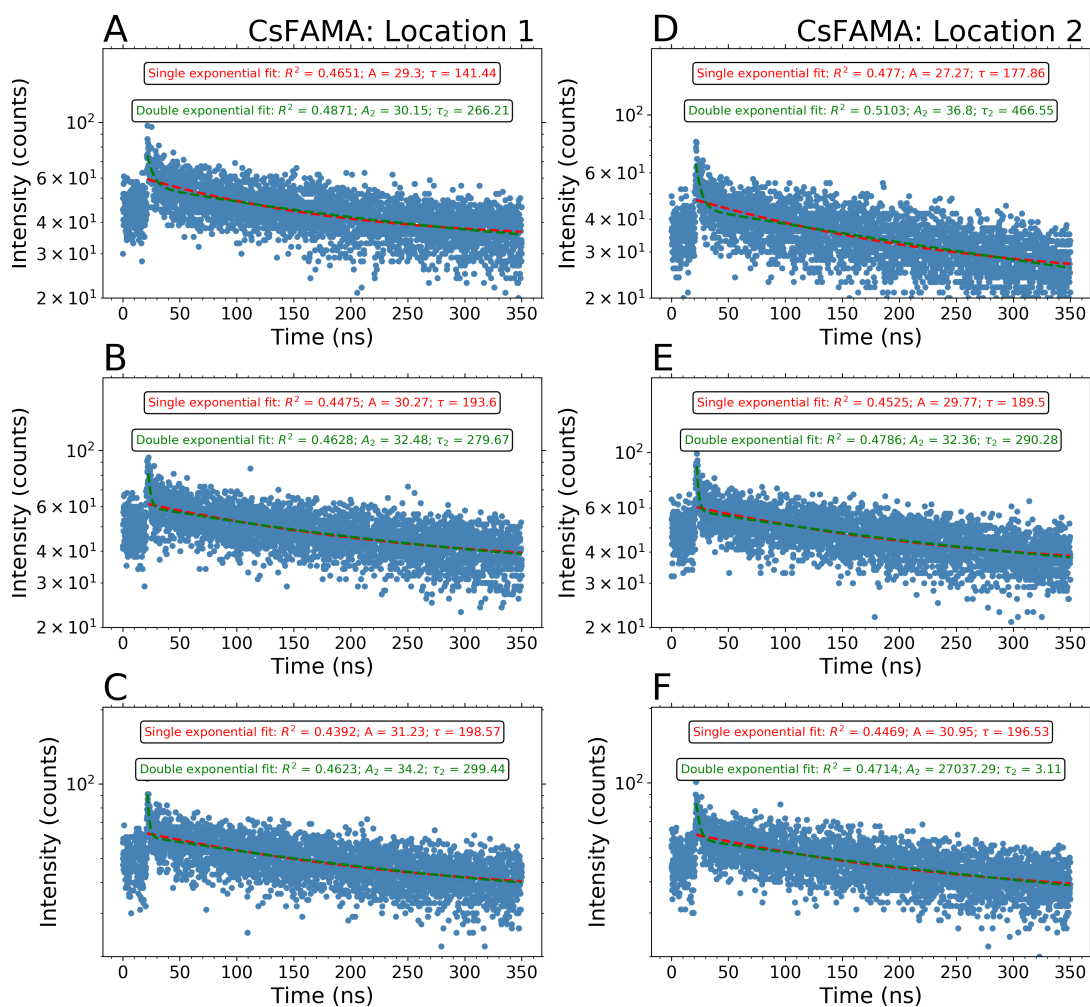 A CsFAMA: Location 1
Single exponential fit: R² = 0.4651; A = 29.3; τ = 141.44
Double exponential fit: R² = 0.4871; A₂ = 30.15; τ₂ = 266.21
Intensity (counts)
10²
6 × 10¹
4 × 10¹
3 × 10¹
2 × 10¹
0 50 100 150 200 250 300 350
Time (ns)
B
Single exponential fit: R² = 0.4475; A = 30.27; τ = 193.6
Double exponential fit: R² = 0.4628; A₂ = 32.48; τ₂ = 279.67
Intensity (counts)
10²
6 × 10¹
4 × 10¹
3 × 10¹
2 × 10¹
0 50 100 150 200 250 300 350
Time (ns)
C
Single exponential fit: R² = 0.4392; A = 31.23; τ = 198.57
Double exponential fit: R² = 0.4623; A₂ = 34.2; τ₂ = 299.44
Intensity (counts)
10²
0 50 100 150 200 250 300 350
Time (ns)
D CsFAMA: Location 2
Single exponential fit: R² = 0.477; A = 27.27; τ = 177.86
Double exponential fit: R² = 0.5103; A₂ = 36.8; τ₂ = 466.55
Intensity (counts)
10²
6 × 10¹
4 × 10¹
3 × 10¹
2 × 10¹
0 50 100 150 200 250 300 350
Time (ns)
E
Single exponential fit: R² = 0.4525; A = 29.77; τ = 189.5
Double exponential fit: R² = 0.4786; A₂ = 32.36; τ₂ = 290.28
Intensity (counts)
10²
6 × 10¹
4 × 10¹
3 × 10¹
2 × 10¹
0 50 100 150 200 250 300 350
Time (ns)
F
Single exponential fit: R² = 0.4469; A = 30.95; τ = 196.53
Double exponential fit: R² = 0.4714; A₂ = 27037.29; τ₂ = 3.11
Intensity (counts)
10²
0 50 100 150 200 250 300 350
Time (ns)